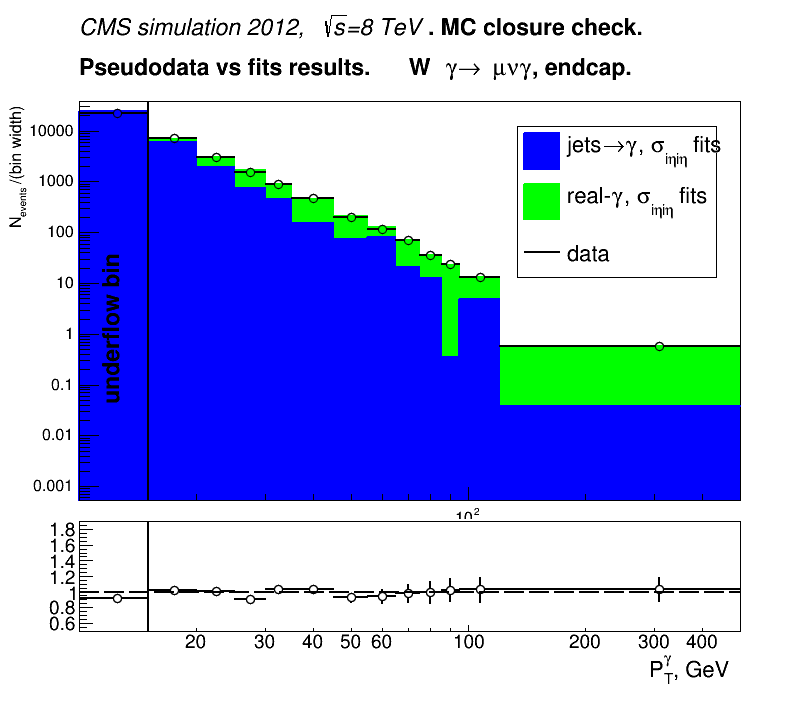 CMS simulation 2012, √s=8 TeV . MC closure check.
Pseudodata vs fits results. W γ→ μνγ, endcap.
N_events /(bin width)
10000
1000
100
10
1
0.1
0.01
0.001
underflow bin
jets→γ, σ_iηiη fits
real-γ, σ_iηiη fits
data
10²
1.8
1.6
1.4
1.2
1
0.8
0.6
20 30 40 50 60 100 200 300 400
P_T^γ, GeV